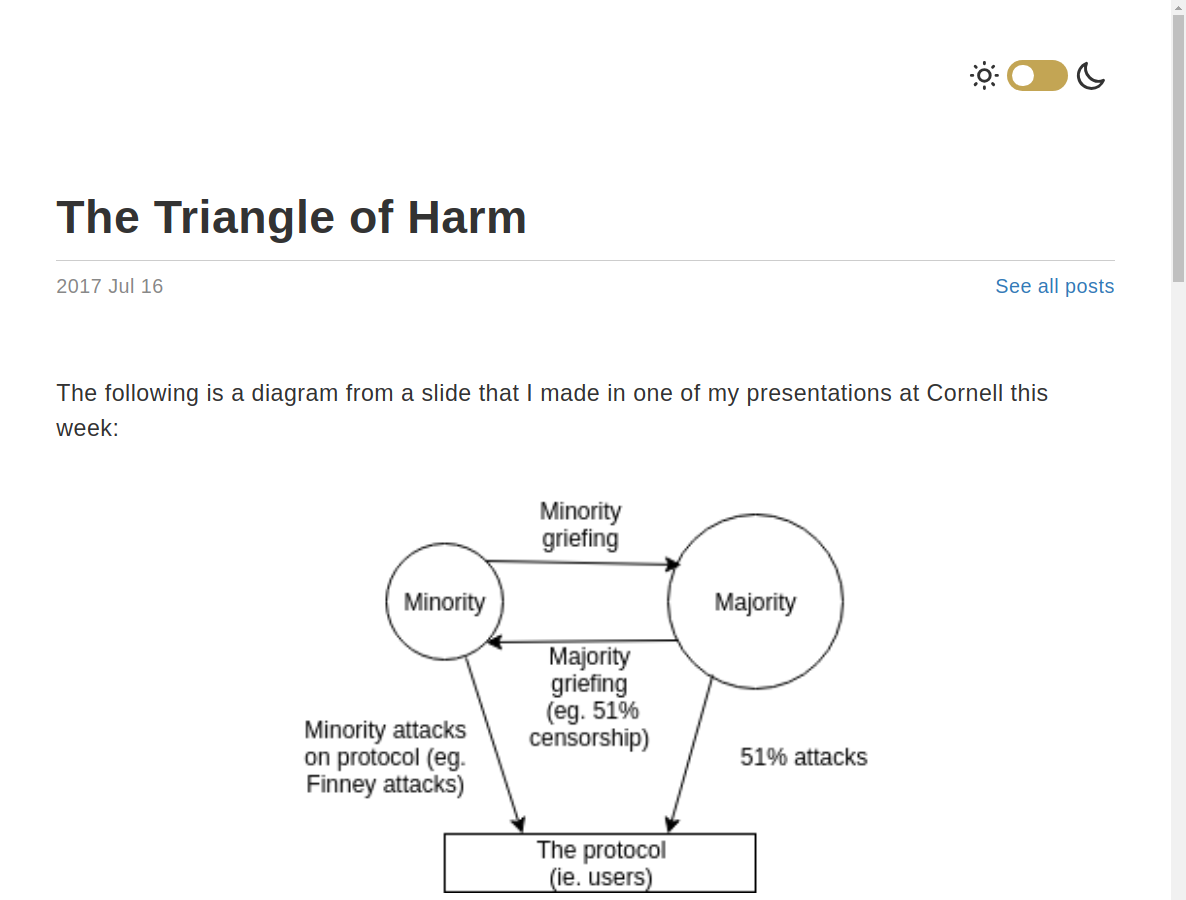 The Triangle of Harm
2017 Jul 16
See all posts
The following is a diagram from a slide that I made in one of my presentations at Cornell this
week:
Minority
griefing
Minority
Majority
Majority
griefing
(eg. 51%
censorship)
Minority attacks
on protocol (eg.
Finney attacks)
51% attacks
The protocol
(ie. users)